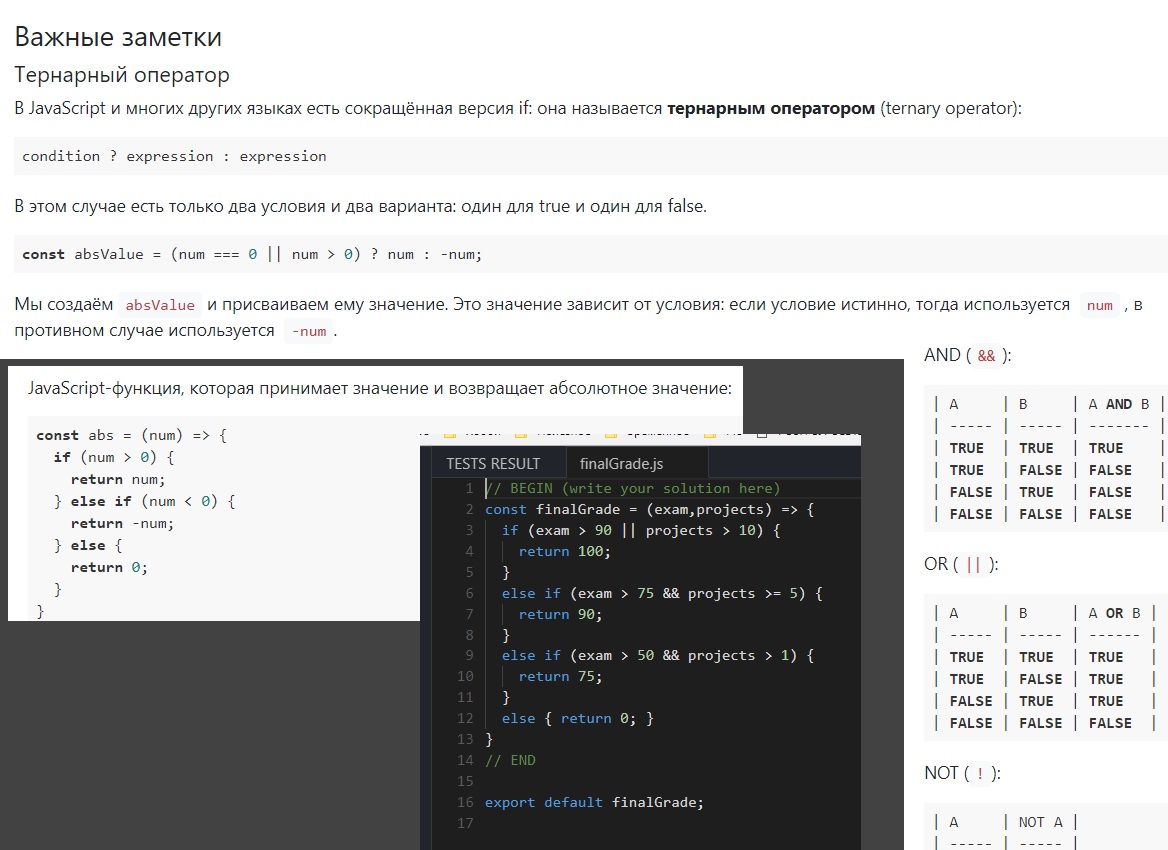 Важные заметки
Тернарный оператор
В JavaScript и многих других языках есть сокращённая версия if: она называется тернарным оператором (ternary operator):
condition ? expression : expression
В этом случае есть только два условия и два варианта: один для true и один для false.
const absValue = (num === 0 || num > 0) ? num : -num;
Мы создаём absValue и присваиваем ему значение. Это значение зависит от условия: если условие истинно, тогда используется num , в
противном случае используется -num .
JavaScript-функция, которая принимает значение и возвращает абсолютное значение:
const abs = (num) => {
if (num > 0) {
return num;
} else if (num < 0) {
return -num;
} else {
return 0;
}
}
TESTS RESULT finalGrade.js
1 // BEGIN (write your solution here)
2 const finalGrade = (exam,projects) => {
3 if (exam > 90 || projects > 10) {
4 return 100;
5 }
6 else if (exam > 75 && projects >= 5) {
7 return 90;
8 }
9 else if (exam > 50 && projects > 1) {
10 return 75;
11 }
12 else { return 0; }
13 }
14 // END
15
16 export default finalGrade;
17
AND ( && ):
| A | B | A AND B |
| ----- | ----- | ------- |
| TRUE | TRUE | TRUE |
| TRUE | FALSE | FALSE |
| FALSE | TRUE | FALSE |
| FALSE | FALSE | FALSE |
OR ( || ):
| A | B | A OR B |
| ----- | ----- | ------ |
| TRUE | TRUE | TRUE |
| TRUE | FALSE | TRUE |
| FALSE | TRUE | TRUE |
| FALSE | FALSE | FALSE |
NOT ( ! ):
| A | NOT A |
| ----- | ----- |